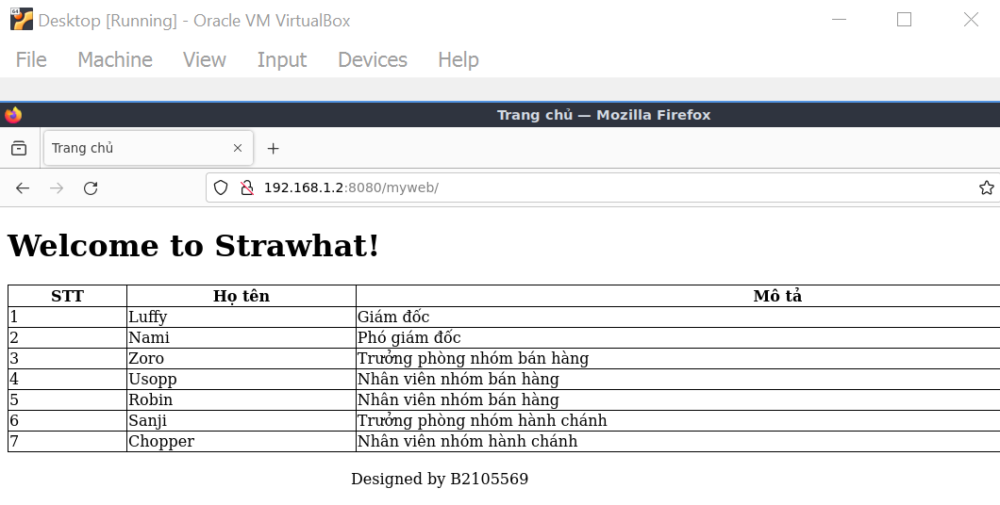 64
Desktop [Running] - Oracle VM VirtualBox
File Machine View Input Devices Help
Trang chủ — Mozilla Firefox
Trang chủ
192.168.1.2:8080/myweb/
Welcome to Strawhat!
STT Họ tên Mô tả
1 Luffy Giám đốc
2 Nami Phó giám đốc
3 Zoro Trưởng phòng nhóm bán hàng
4 Usopp Nhân viên nhóm bán hàng
5 Robin Nhân viên nhóm bán hàng
6 Sanji Trưởng phòng nhóm hành chánh
7 Chopper Nhân viên nhóm hành chánh
Designed by B2105569